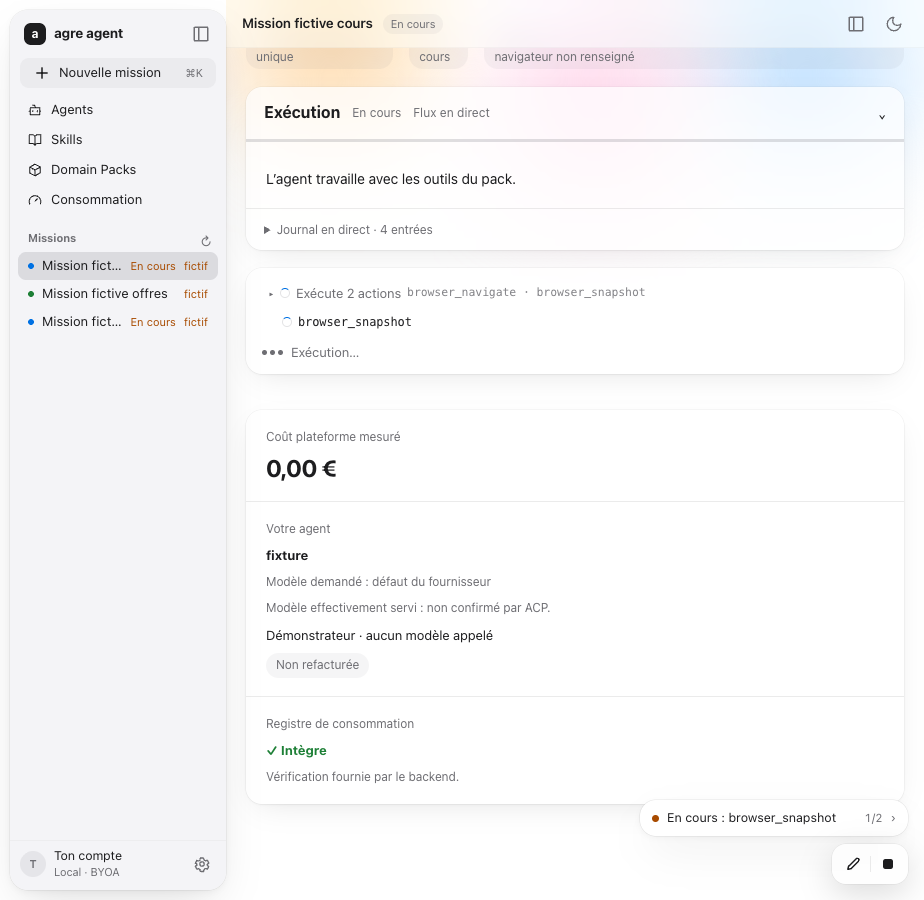 a agre agent
Nouvelle mission ⌘K
Agents
Skills
Domain Packs
Consommation
Missions
Mission fict... En cours fictif
Mission fictive offres fictif
Mission fict... En cours fictif
T
Ton compte
Local · BYOA
Mission fictive cours En cours
unique cours navigateur non renseigné
Exécution En cours Flux en direct
L'agent travaille avec les outils du pack.
Journal en direct · 4 entrées
Exécute 2 actions browser_navigate · browser_snapshot
browser_snapshot
Exécution…
Coût plateforme mesuré
0,00 €
Votre agent
fixture
Modèle demandé : défaut du fournisseur
Modèle effectivement servi : non confirmé par ACP.
Démonstrateur · aucun modèle appelé
Non refacturée
Registre de consommation
✓ Intègre
Vérification fournie par le backend.
En cours : browser_snapshot 1/2 ›